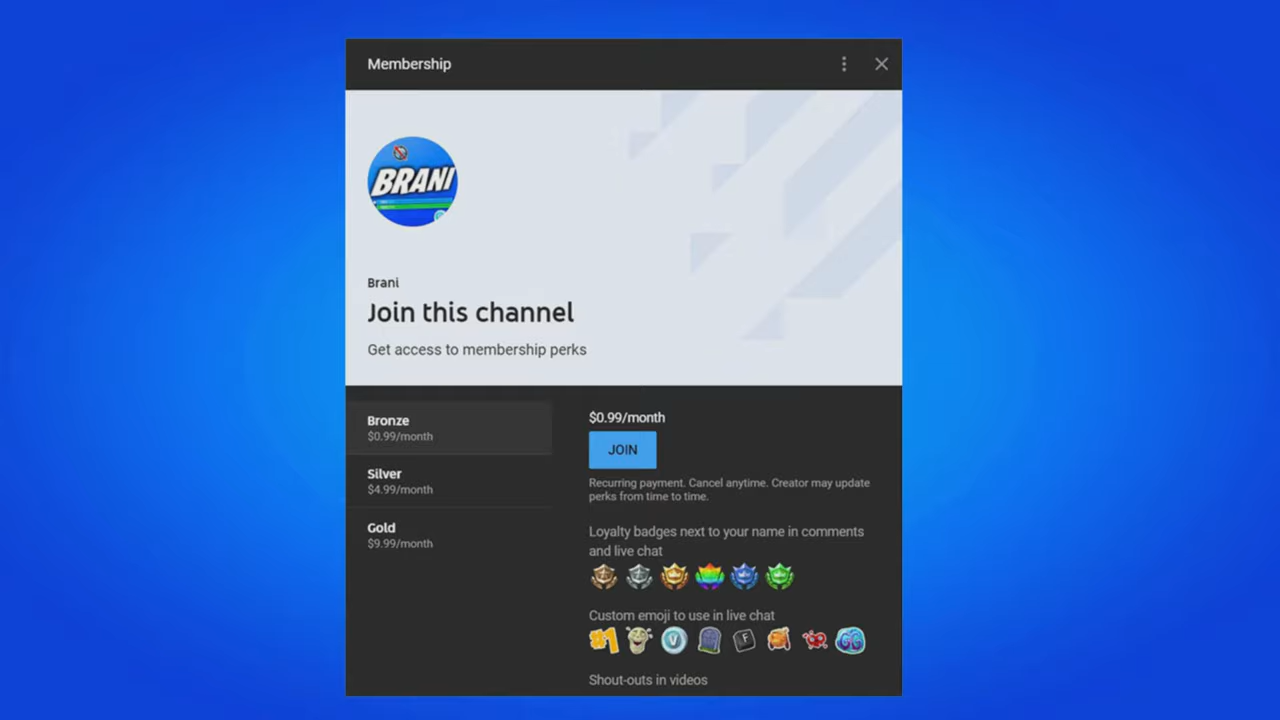 Membership
BRANI
Brani
Join this channel
Get access to membership perks
Bronze
$0.99/month
Silver
$4.99/month
Gold
$9.99/month
$0.99/month
JOIN
Recurring payment. Cancel anytime. Creator may update
perks from time to time.
Loyalty badges next to your name in comments
and live chat
Custom emoji to use in live chat
#1
V
F
GG
Shout-outs in videos